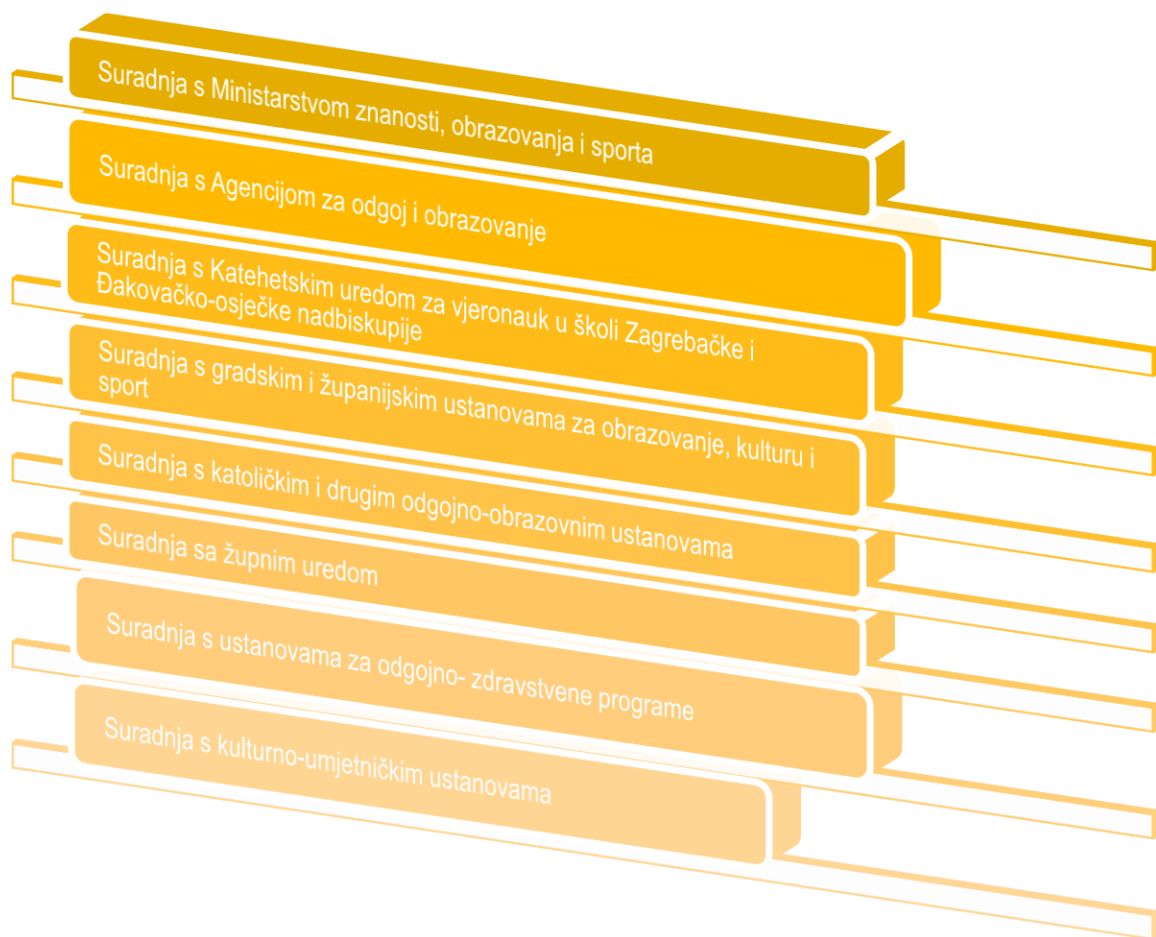 Suradnja s Ministarstvom znanosti, obrazovanja i sporta
Suradnja s Agencijom za odgoj i obrazovanje
Suradnja s Katehetskim uredom za vjeronauk u školi Zagrebačke i
Đakovačko-osječke nadbiskupije
Suradnja s gradskim i županijskim ustanovama za obrazovanje, kulturu i
sport
Suradnja s katoličkim i drugim odgojno-obrazovnim ustanovama
Suradnja sa župnim uredom
Suradnja s ustanovama za odgojno- zdravstvene programe
Suradnja s kulturno-umjetničkim ustanovama